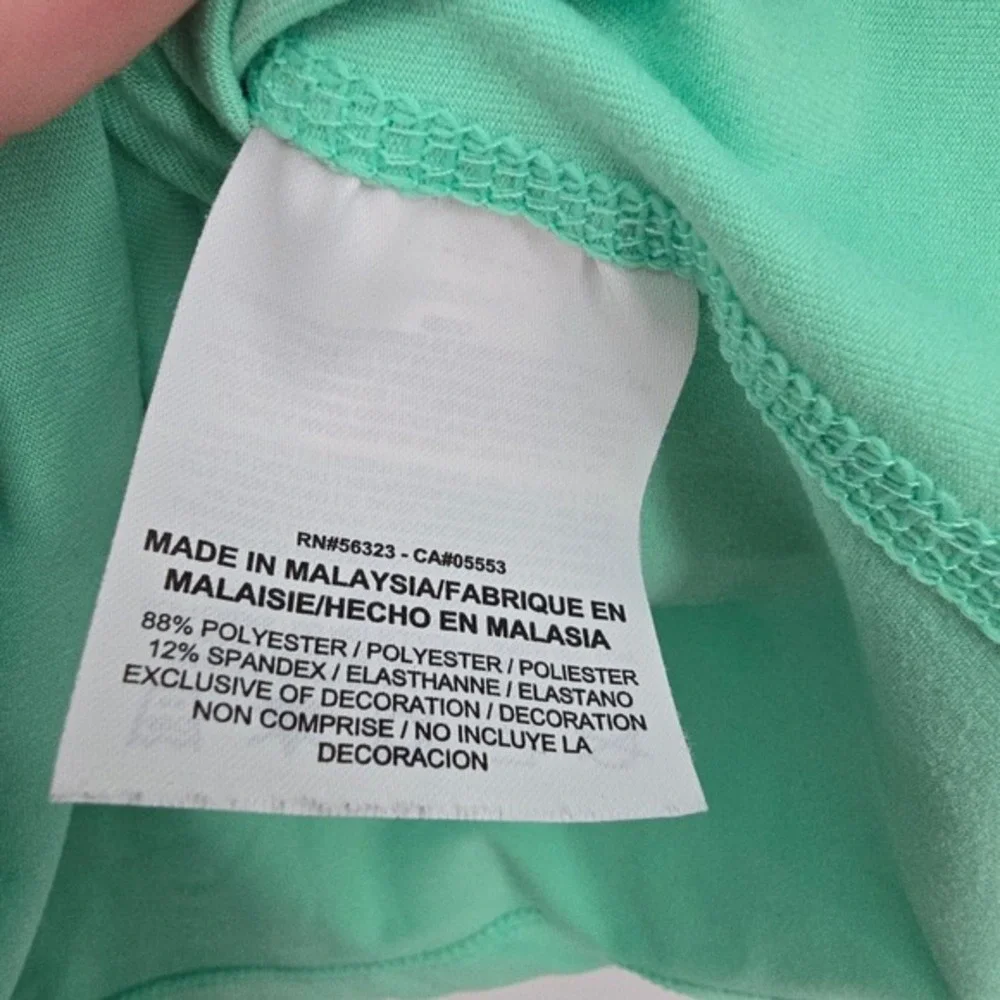 RN#56323 - CA#05553
MADE IN MALAYSIA/FABRIQUE EN
MALAISIE/HECHO EN MALASIA
88% POLYESTER / POLYESTER / POLIESTER
12% SPANDEX / ELASTHANNE / ELASTANO
EXCLUSIVE OF DECORATION / DECORATION
NON COMPRISE / NO INCLUYE LA
DECORACION